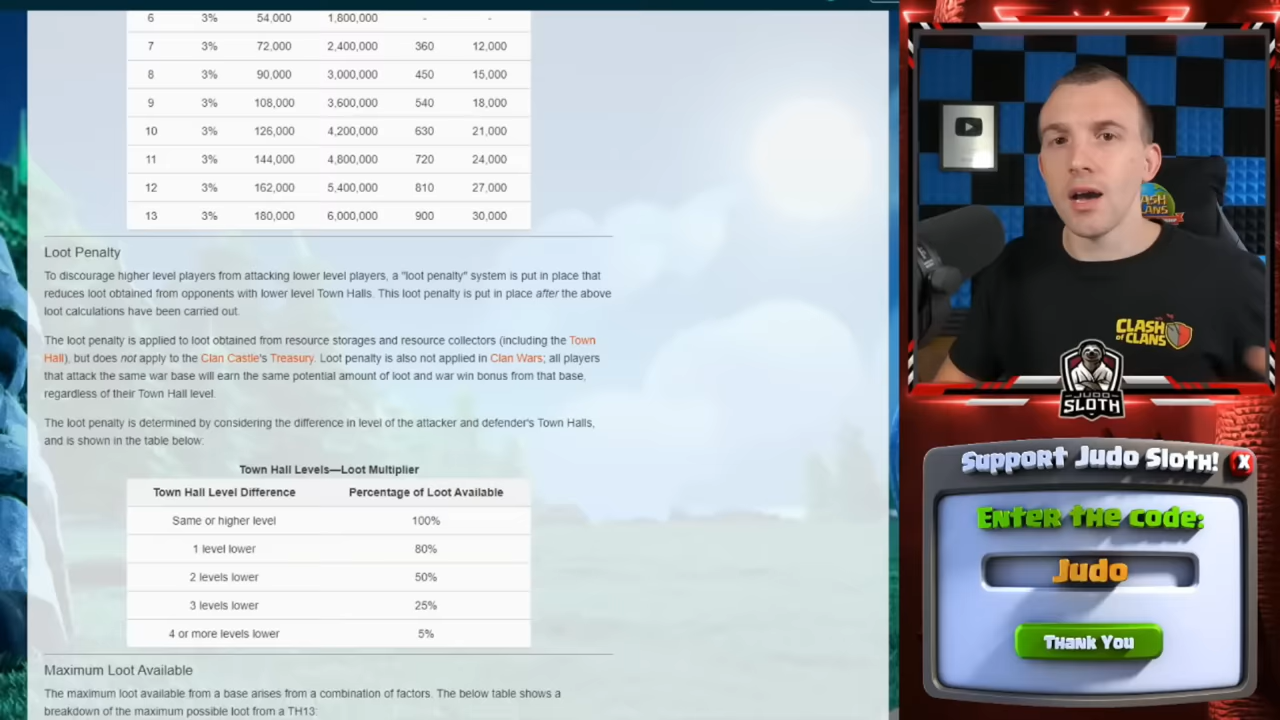 6 3% 54,000 1,800,000 - -
7 3% 72,000 2,400,000 360 12,000
8 3% 90,000 3,000,000 450 15,000
9 3% 108,000 3,600,000 540 18,000
10 3% 126,000 4,200,000 630 21,000
11 3% 144,000 4,800,000 720 24,000
12 3% 162,000 5,400,000 810 27,000
13 3% 180,000 6,000,000 900 30,000
Loot Penalty
To discourage higher level players from attacking lower level players, a "loot penalty" system is put in place that
reduces loot obtained from opponents with lower level Town Halls. This loot penalty is put in place after the above
loot calculations have been carried out.
The loot penalty is applied to loot obtained from resource storages and resource collectors (including the Town
Hall), but does not apply to the Clan Castle's Treasury. Loot penalty is also not applied in Clan Wars; all players
that attack the same war base will earn the same potential amount of loot and war win bonus from that base,
regardless of their Town Hall level.
The loot penalty is determined by considering the difference in level of the attacker and defender's Town Halls,
and is shown in the table below:
Town Hall Levels—Loot Multiplier
Town Hall Level Difference Percentage of Loot Available
Same or higher level 100%
1 level lower 80%
2 levels lower 50%
3 levels lower 25%
4 or more levels lower 5%
Maximum Loot Available
The maximum loot available from a base arises from a combination of factors. The below table shows a
breakdown of the maximum possible loot from a TH13:
CLASH
OF CLANS
JUDO
SLOTH
Support Judo Sloth!
X
Enter the code:
Judo
Thank You